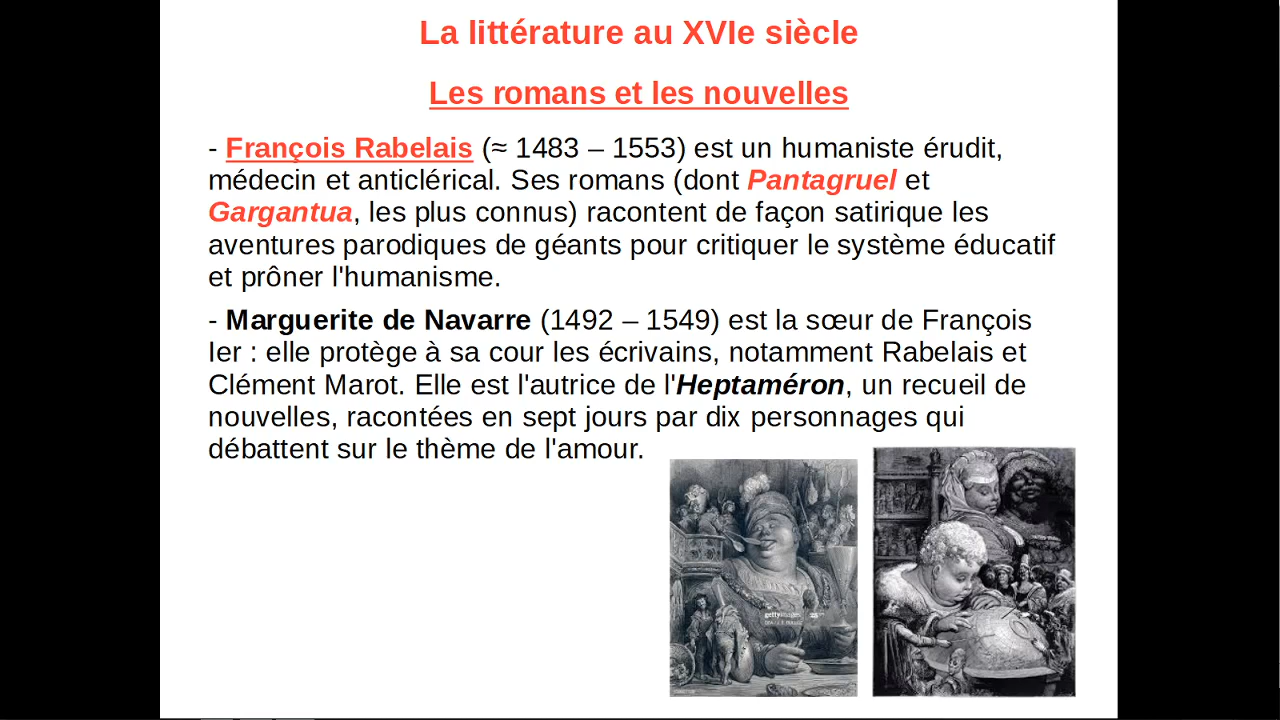 La littérature au XVIe siècle
Les romans et les nouvelles
- François Rabelais (≈ 1483 – 1553) est un humaniste érudit,
médecin et anticlérical. Ses romans (dont Pantagruel et
Gargantua, les plus connus) racontent de façon satirique les
aventures parodiques de géants pour critiquer le système éducatif
et prôner l'humanisme.
- Marguerite de Navarre (1492 – 1549) est la sœur de François
Ier : elle protège à sa cour les écrivains, notamment Rabelais et
Clément Marot. Elle est l'autrice de l'Heptaméron, un recueil de
nouvelles, racontées en sept jours par dix personnages qui
débattent sur le thème de l'amour.
gettyimages